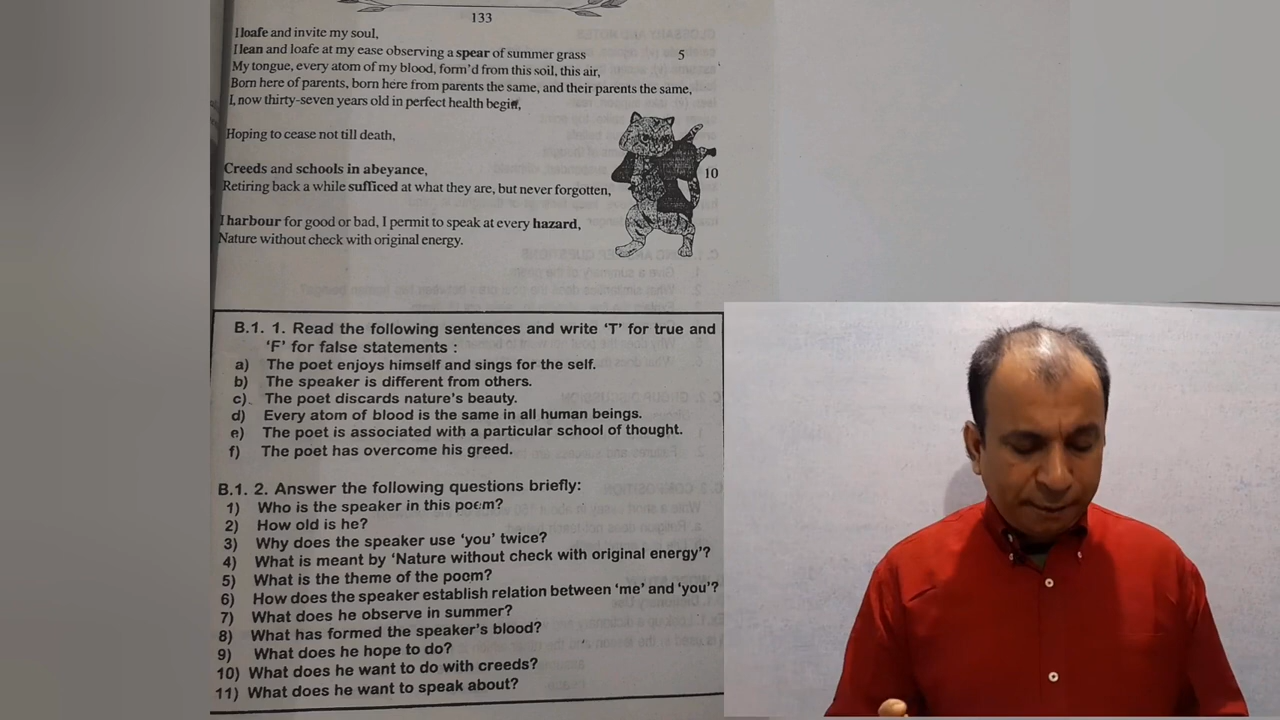 133
I loafe and invite my soul,
I lean and loafe at my ease observing a spear of summer grass 5
My tongue, every atom of my blood, form'd from this soil, this air,
Born here of parents, born here from parents the same, and their parents the same,
I, now thirty-seven years old in perfect health begin,
Hoping to cease not till death,
Creeds and schools in abeyance, 10
Retiring back a while sufficed at what they are, but never forgotten,
I harbour for good or bad, I permit to speak at every hazard,
Nature without check with original energy.
B.1. 1. Read the following sentences and write 'T' for true and
'F' for false statements :
a) The poet enjoys himself and sings for the self.
b) The speaker is different from others.
c) The poet discards nature's beauty.
d) Every atom of blood is the same in all human beings.
e) The poet is associated with a particular school of thought.
f) The poet has overcome his greed.
B.1. 2. Answer the following questions briefly:
1) Who is the speaker in this poem?
2) How old is he?
3) Why does the speaker use 'you' twice?
4) What is meant by 'Nature without check with original energy'?
5) What is the theme of the poem?
6) How does the speaker establish relation between 'me' and 'you'?
7) What does he observe in summer?
8) What has formed the speaker's blood?
9) What does he hope to do?
10) What does he want to do with creeds?
11) What does he want to speak about?